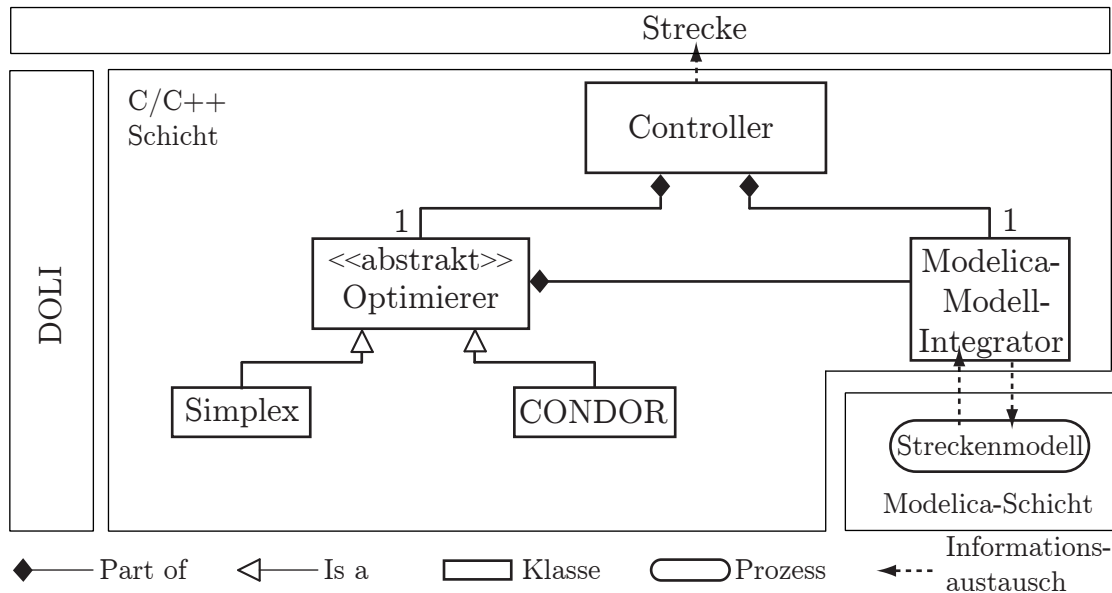 Strecke
C/C++
Schicht
Controller
1
1
<<abstrakt>>
Optimierer
Modelica-
Modell-
Integrator
DOLI
Simplex
CONDOR
Streckenmodell
Modelica-Schicht
Part of
Is a
Klasse
Prozess
Informations-
austausch